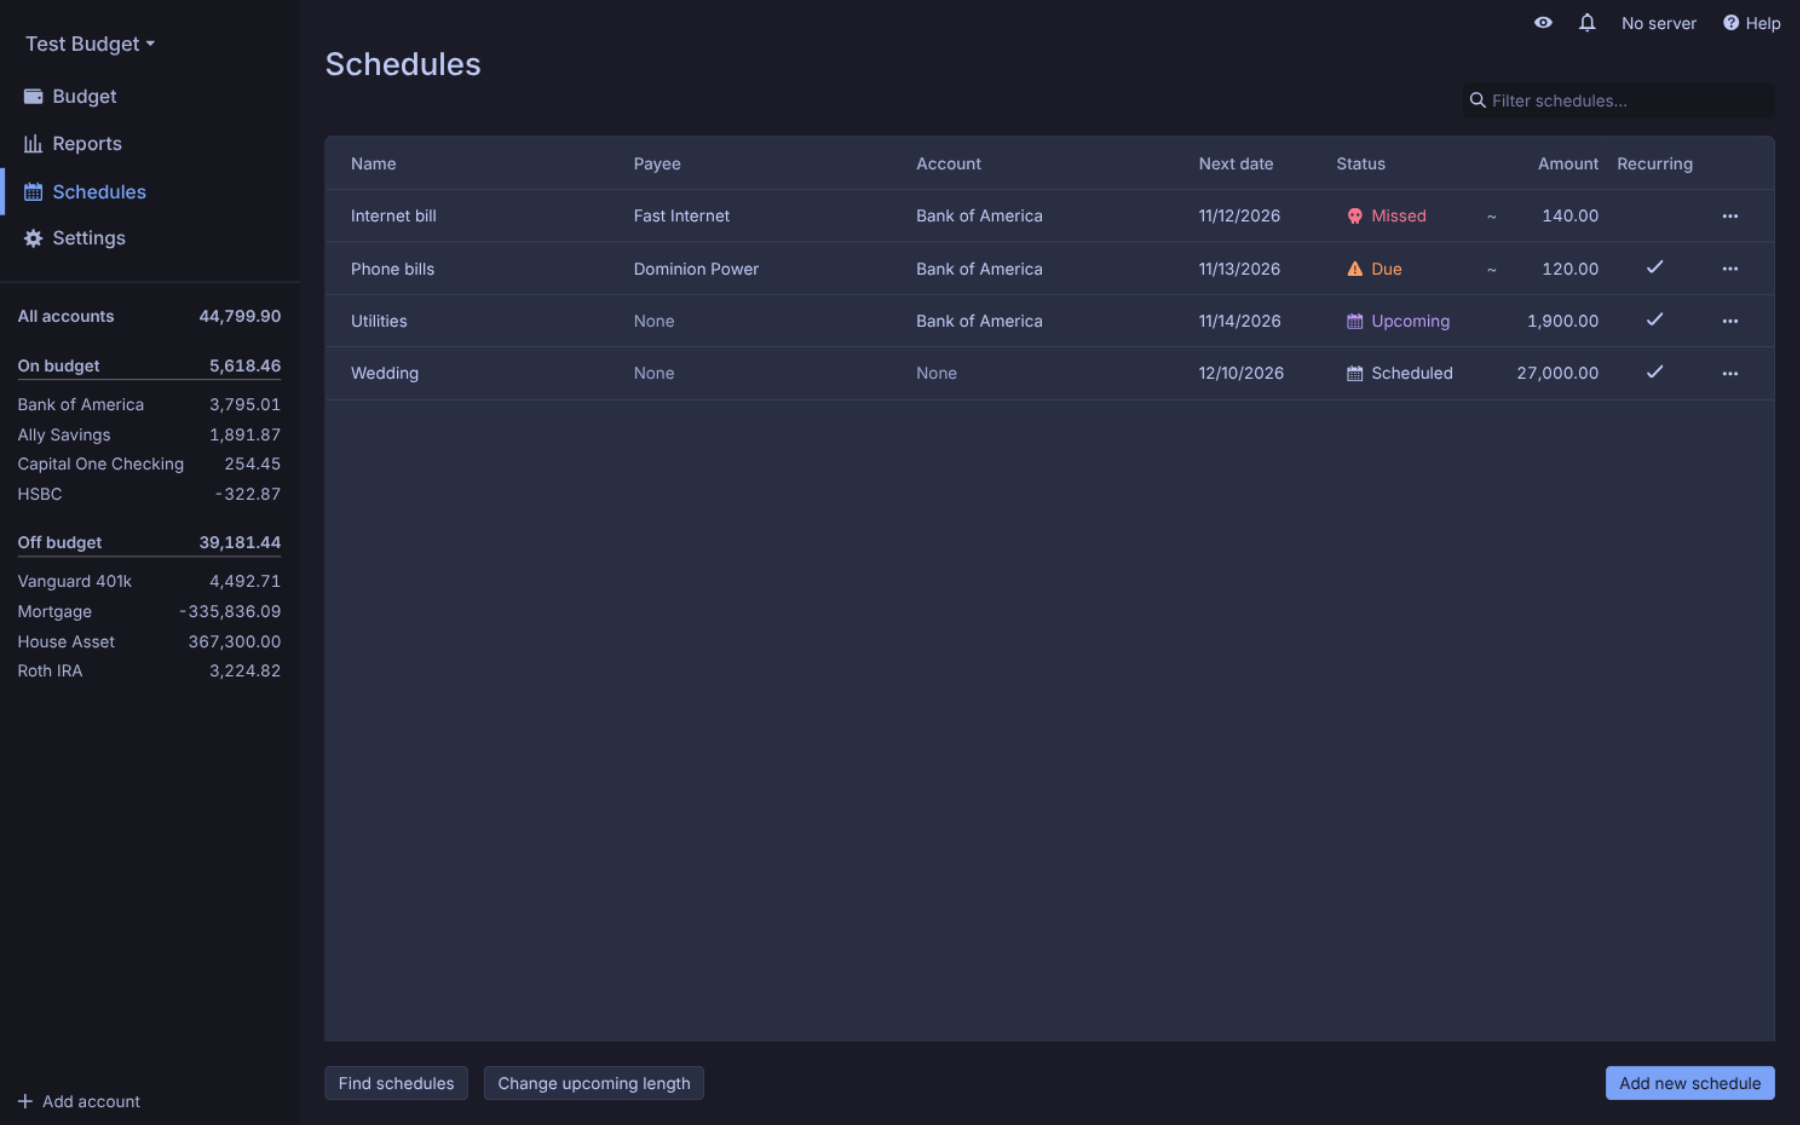 Test Budget
Budget
Reports
Schedules
Settings
All accounts 44,799.90
On budget 5,618.46
Bank of America 3,795.01
Ally Savings 1,891.87
Capital One Checking 254.45
HSBC -322.87
Off budget 39,181.44
Vanguard 401k 4,492.71
Mortgage -335,836.09
House Asset 367,300.00
Roth IRA 3,224.82
Add account
No server Help
Schedules
Filter schedules...
Name Payee Account Next date Status Amount Recurring
Internet bill Fast Internet Bank of America 11/12/2026 Missed ~ 140.00
Phone bills Dominion Power Bank of America 11/13/2026 Due ~ 120.00
Utilities None Bank of America 11/14/2026 Upcoming 1,900.00
Wedding None None 12/10/2026 Scheduled 27,000.00
Find schedules Change upcoming length Add new schedule